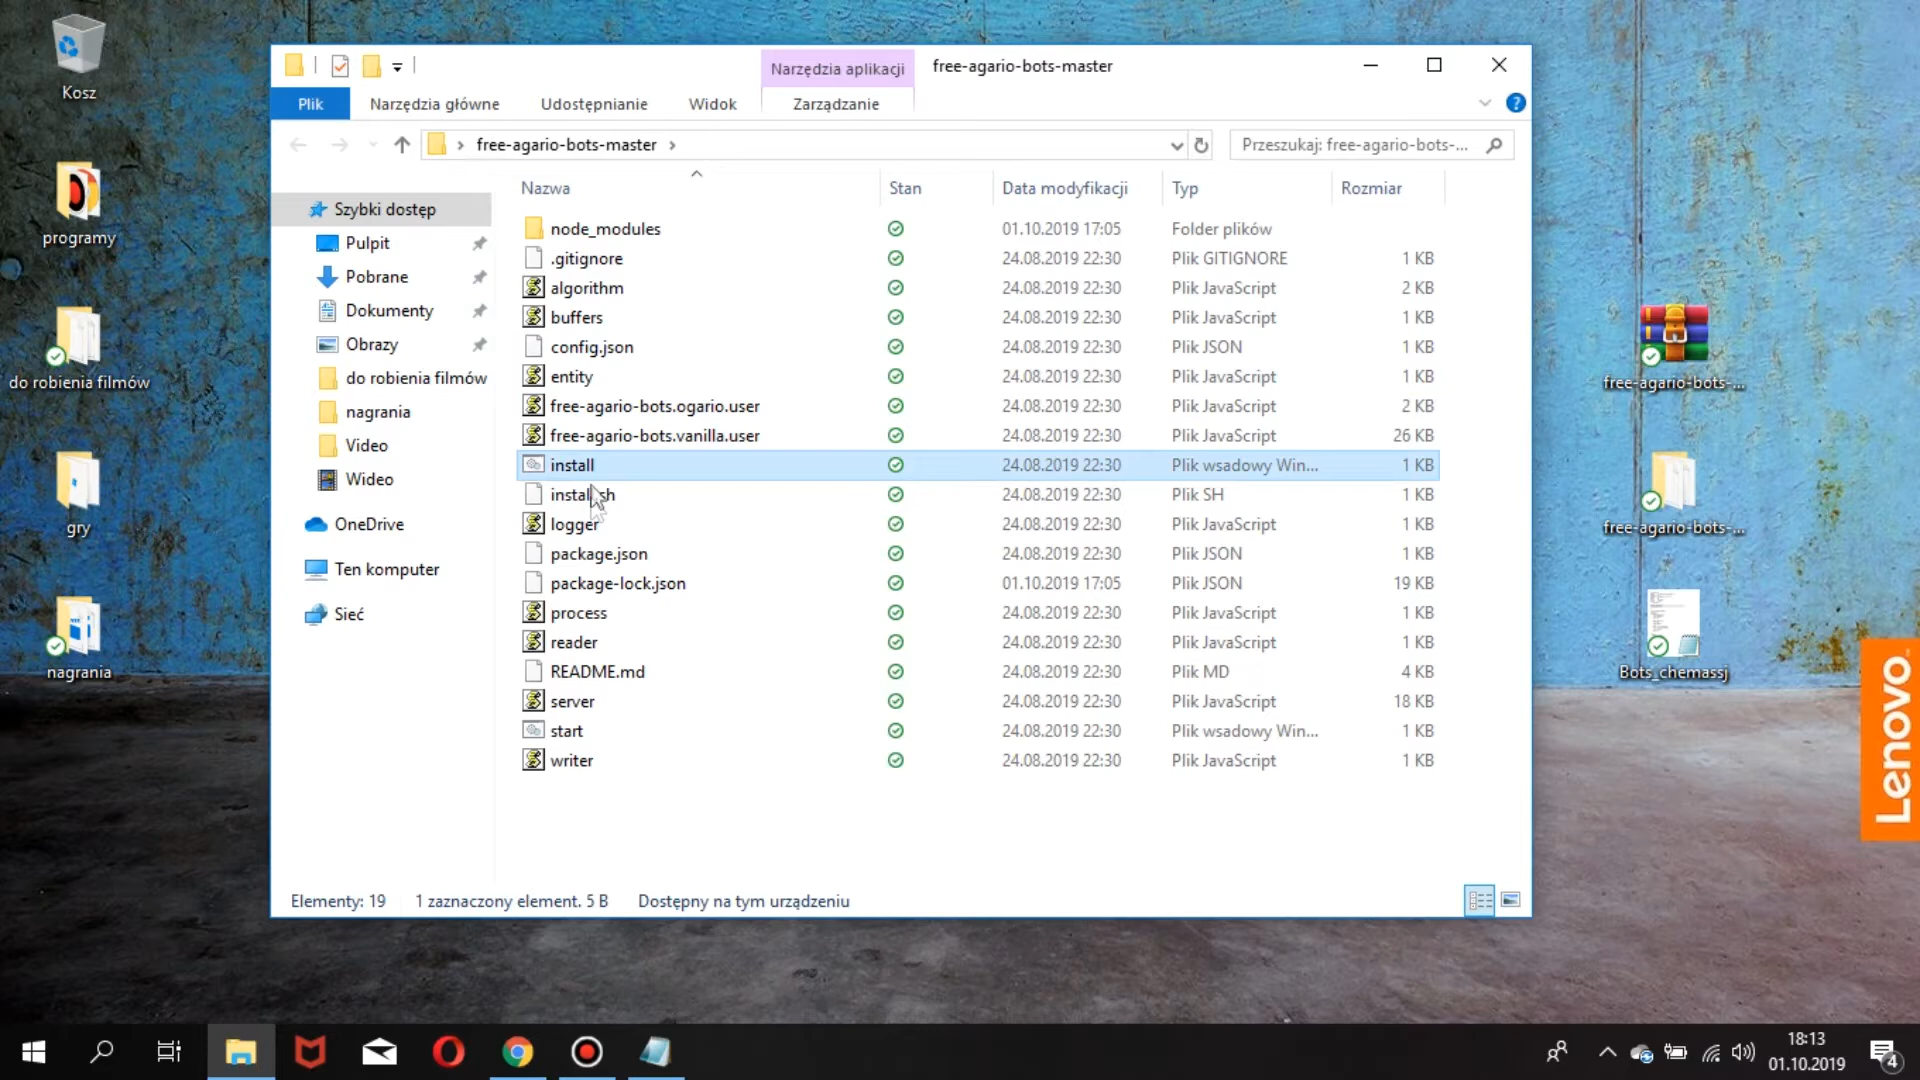 Kosz
programy
do robienia filmów
gry
nagrania
Narzędzia aplikacji
free-agario-bots-master
Plik
Narzędzia główne
Udostępnianie
Widok
Zarządzanie
free-agario-bots-master
Przeszukaj: free-agario-bots-...
Szybki dostęp
Pulpit
Pobrane
Dokumenty
Obrazy
do robienia filmów
nagrania
Video
Wideo
OneDrive
Ten komputer
Sieć
Nazwa Stan Data modyfikacji Typ Rozmiar
node_modules 01.10.2019 17:05 Folder plików
.gitignore 24.08.2019 22:30 Plik GITIGNORE 1 KB
algorithm 24.08.2019 22:30 Plik JavaScript 2 KB
buffers 24.08.2019 22:30 Plik JavaScript 1 KB
config.json 24.08.2019 22:30 Plik JSON 1 KB
entity 24.08.2019 22:30 Plik JavaScript 1 KB
free-agario-bots.ogario.user 24.08.2019 22:30 Plik JavaScript 2 KB
free-agario-bots.vanilla.user 24.08.2019 22:30 Plik JavaScript 26 KB
install 24.08.2019 22:30 Plik wsadowy Win... 1 KB
install.sh 24.08.2019 22:30 Plik SH 1 KB
logger 24.08.2019 22:30 Plik JavaScript 1 KB
package.json 24.08.2019 22:30 Plik JSON 1 KB
package-lock.json 01.10.2019 17:05 Plik JSON 19 KB
process 24.08.2019 22:30 Plik JavaScript 1 KB
reader 24.08.2019 22:30 Plik JavaScript 1 KB
README.md 24.08.2019 22:30 Plik MD 4 KB
server 24.08.2019 22:30 Plik JavaScript 18 KB
start 24.08.2019 22:30 Plik wsadowy Win... 1 KB
writer 24.08.2019 22:30 Plik JavaScript 1 KB
Elementy: 19 1 zaznaczony element. 5 B Dostępny na tym urządzeniu
free-agario-bots-...
free-agario-bots-...
Bots_chemassj
Lenovo
18:13
01.10.2019
4